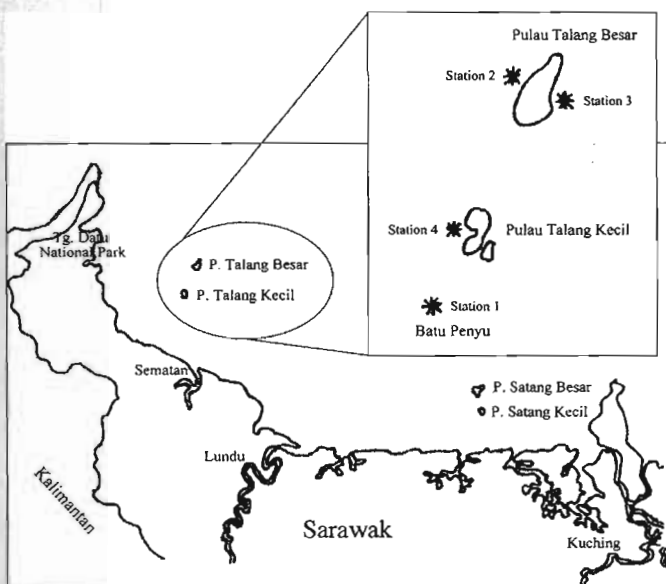 Pulau Talang Besar
Station 2
Station 3
Station 4
Pulau Talang Kecil
Station 1
Batu Penyu
Tg. Datu
National Park
P. Talang Besar
P. Talang Kecil
Sematan
P. Satang Besar
P. Satang Kecil
Lundu
Kalimantan
Sarawak
Kuching